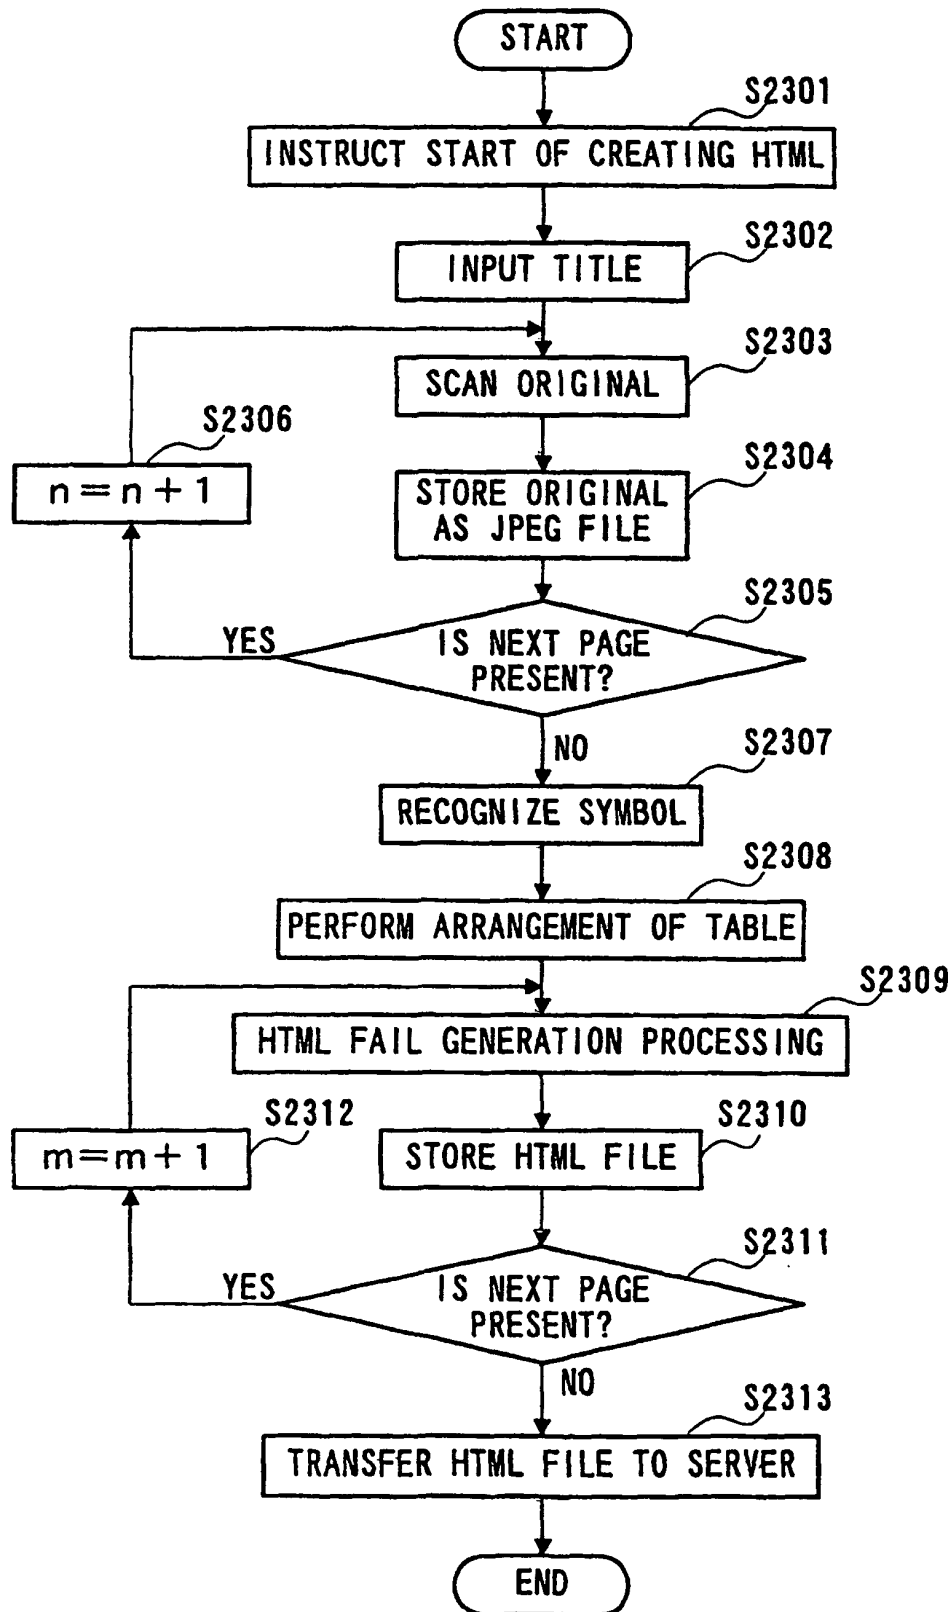 START
S2301
INSTRUCT START OF CREATING HTML
S2302
INPUT TITLE
S2303
SCAN ORIGINAL
S2306
n=n+1
S2304
STORE ORIGINAL
AS JPEG FILE
S2305
YES
IS NEXT PAGE
PRESENT?
NO
S2307
RECOGNIZE SYMBOL
S2308
PERFORM ARRANGEMENT OF TABLE
S2309
HTML FAIL GENERATION PROCESSING
S2312
m=m+1
S2310
STORE HTML FILE
S2311
YES
IS NEXT PAGE
PRESENT?
NO
S2313
TRANSFER HTML FILE TO SERVER
END